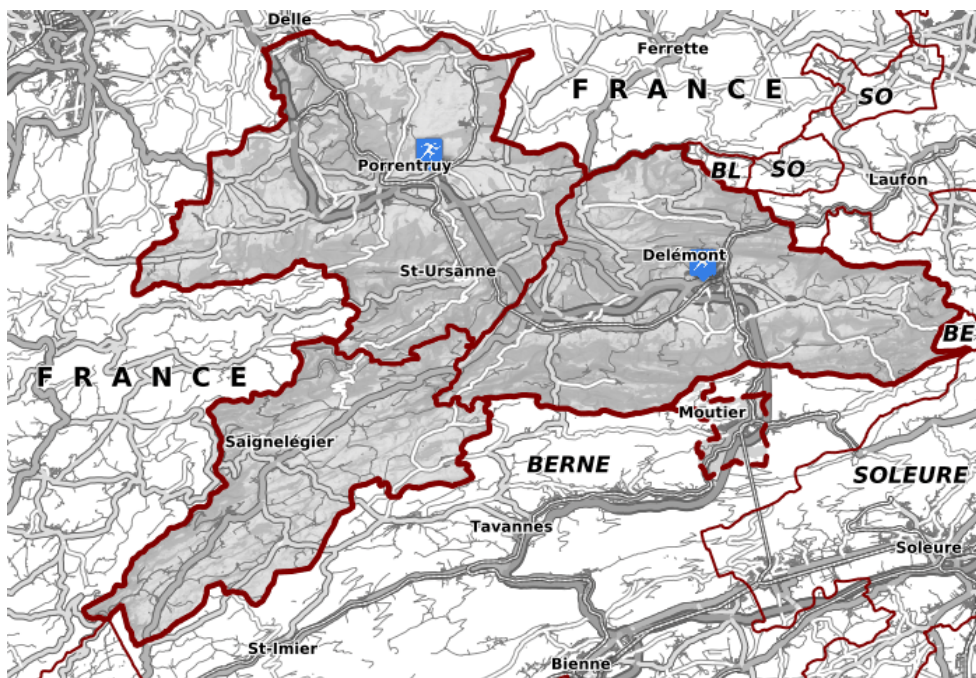 Delle
Ferrette
FRANCE
SO
Porrentruy
BL
SO
Laufon
Delémont
St-Ursanne
BE
FRANCE
Moutier
Saignelégier
BERNE
SOLEURE
Tavannes
Soleure
St-Imier
Bienne